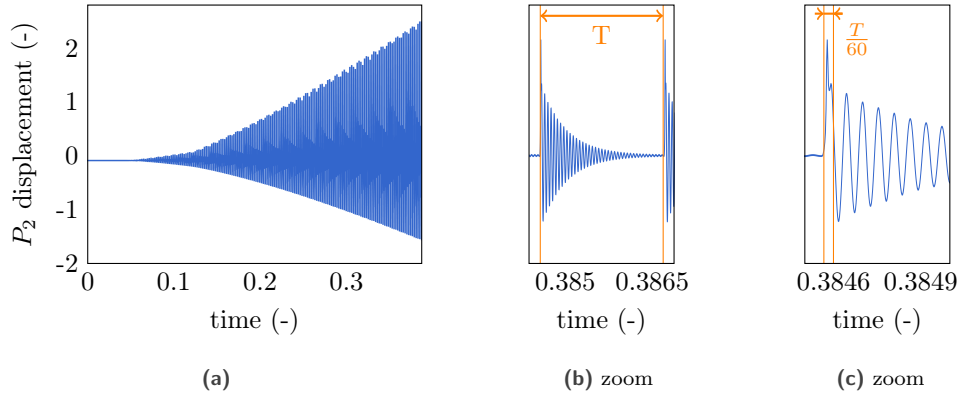 P₂ displacement (-)
2
1
0
-1
-2
0
0.1
0.2
0.3
time (-)
(a)
T
0.385
0.3865
time (-)
(b) zoom
T
60
0.3846
0.3849
time (-)
(c) zoom